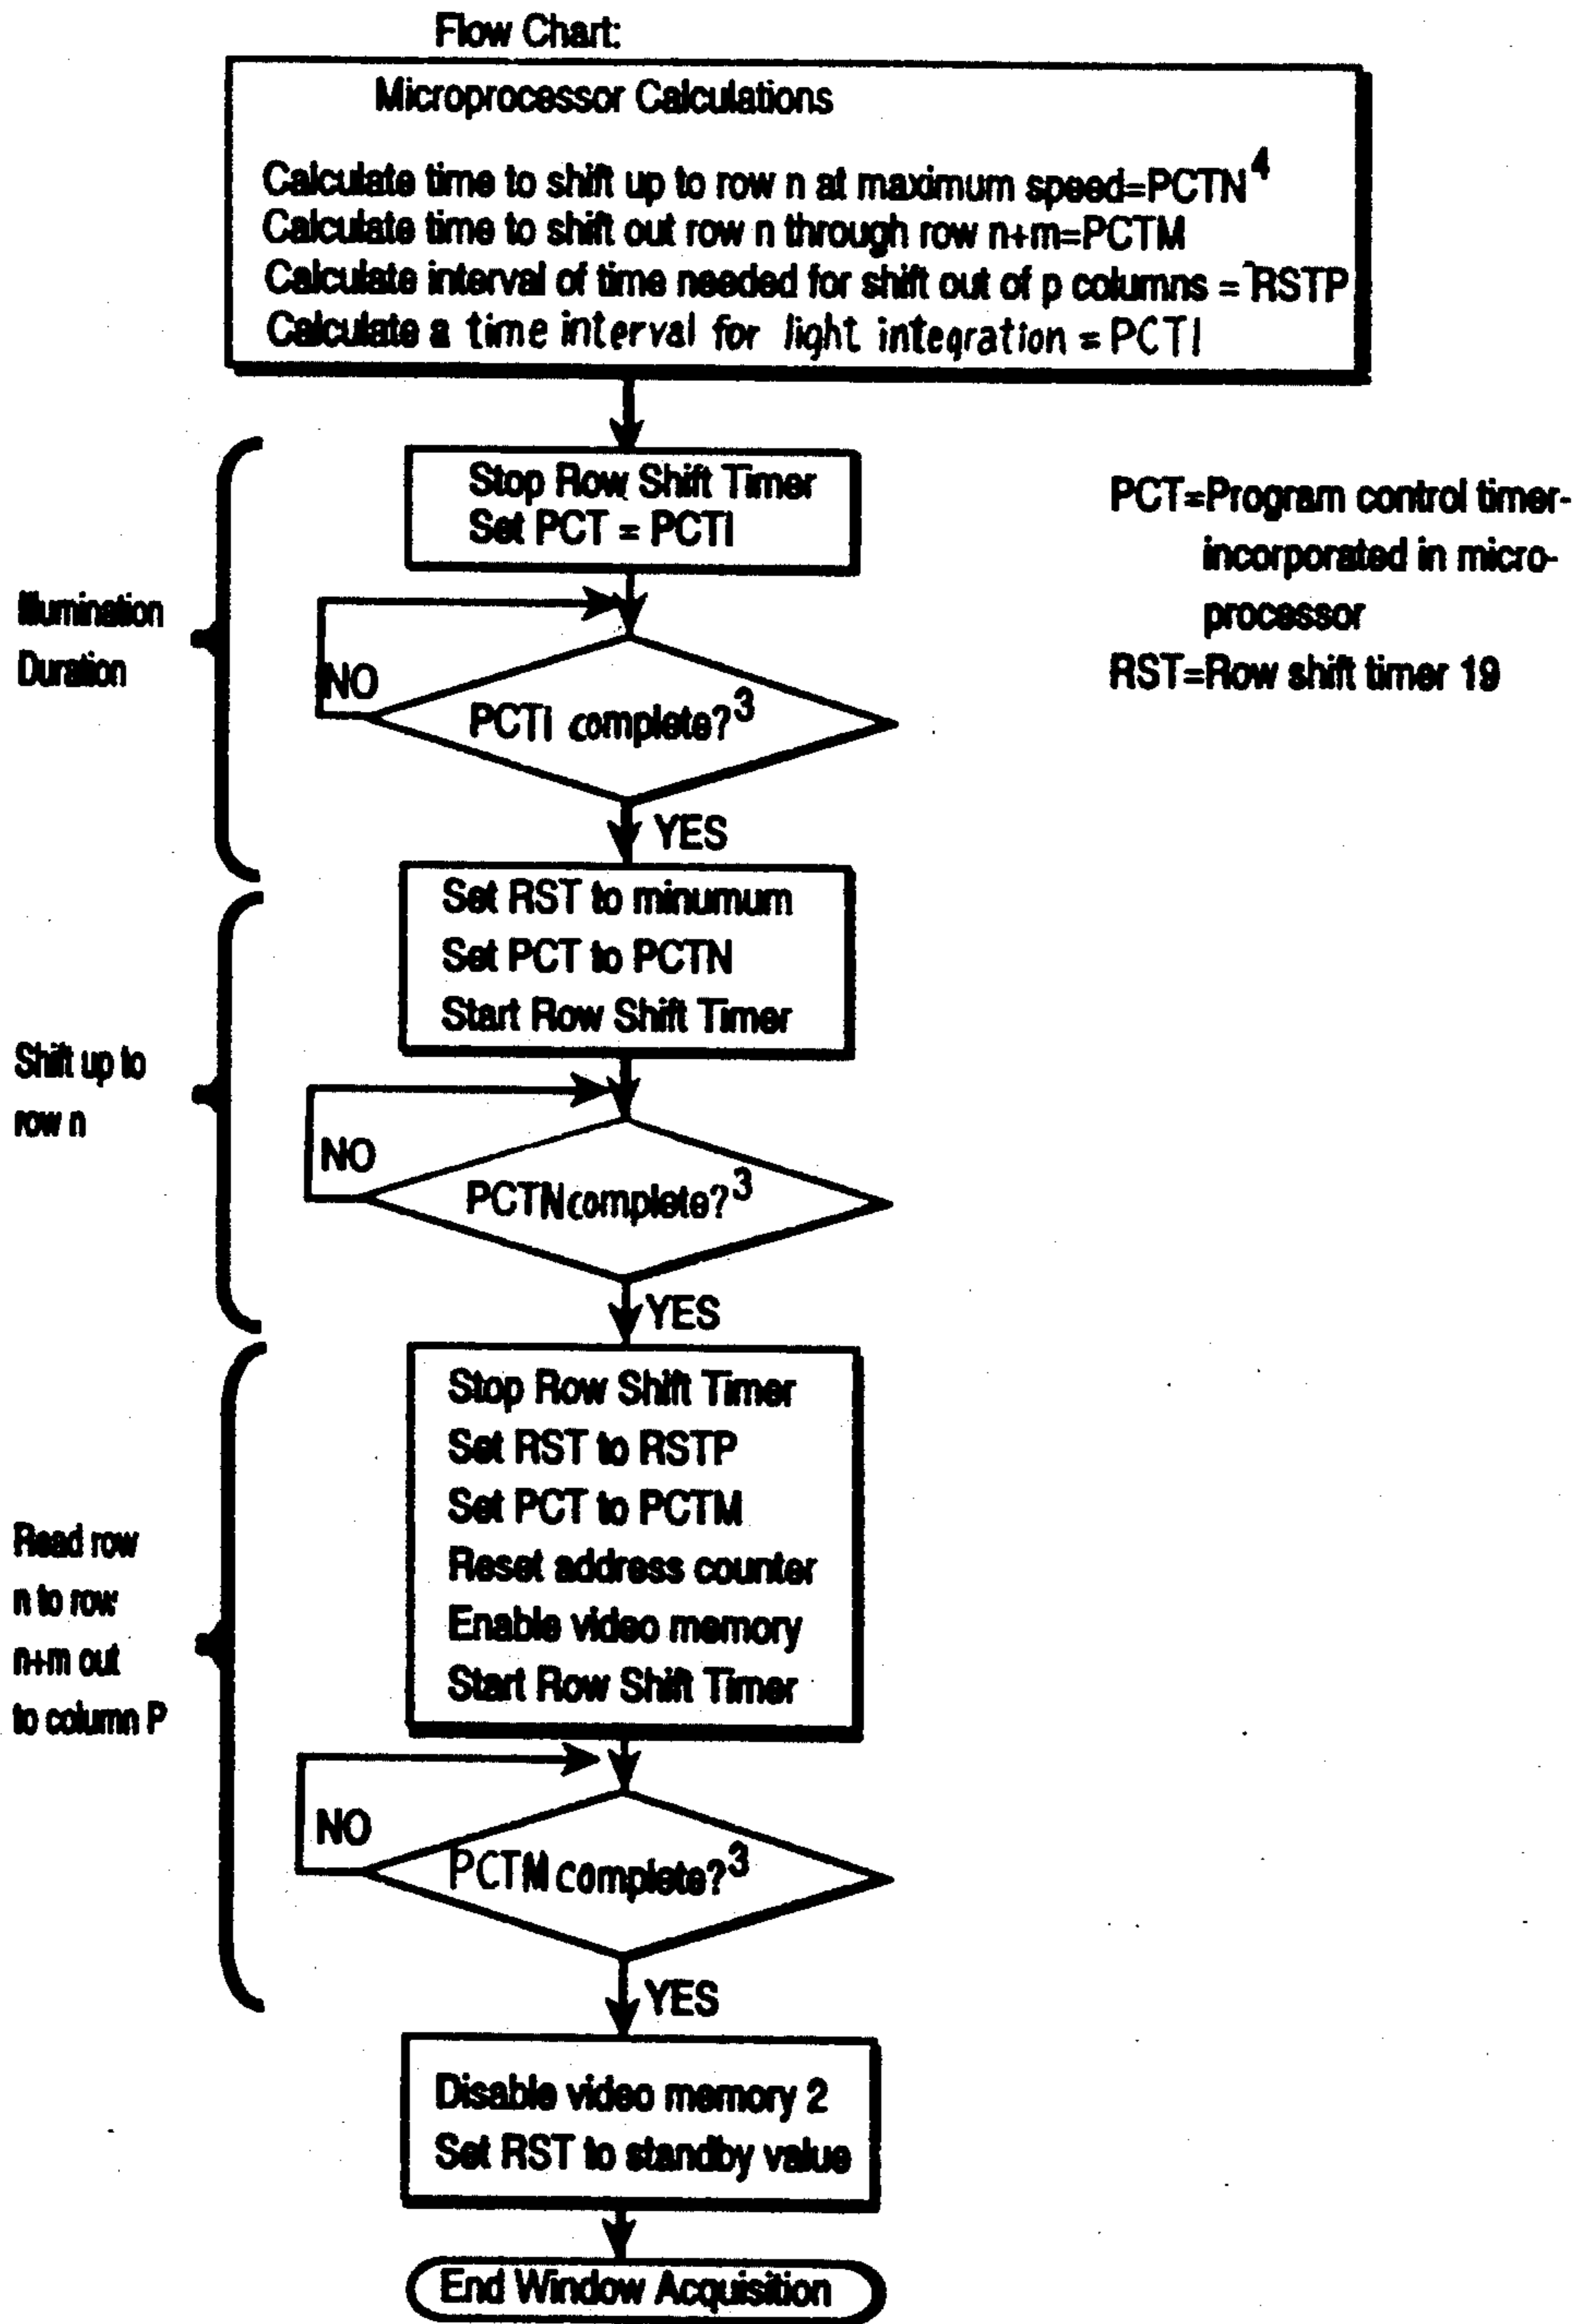 Flow Chart:
Microprocessor Calculations
Calculate time to shift up to row n at maximum speed=PCTN⁴
Calculate time to shift out row n through row n+m=PCTM
Calculate interval of time needed for shift out of p columns = RSTP
Calculate a time interval for light integration = PCTI
Stop Row Shift Timer
Set PCT = PCTI
PCT=Program control timer-
incorporated in micro-
processor
RST=Row shift timer 19
Illumination
Duration
NO
PCTI complete?³
YES
Set RST to minumum
Set PCT to PCTN
Start Row Shift Timer
Shift up to
row n
NO
PCTN complete?³
YES
Stop Row Shift Timer
Set RST to RSTP
Set PCT to PCTM
Reset address counter
Enable video memory
Start Row Shift Timer
Read row
n to row
n+m out
to column P
NO
PCTM complete?³
YES
Disable video memory 2
Set RST to standby value
End Window Acquisition